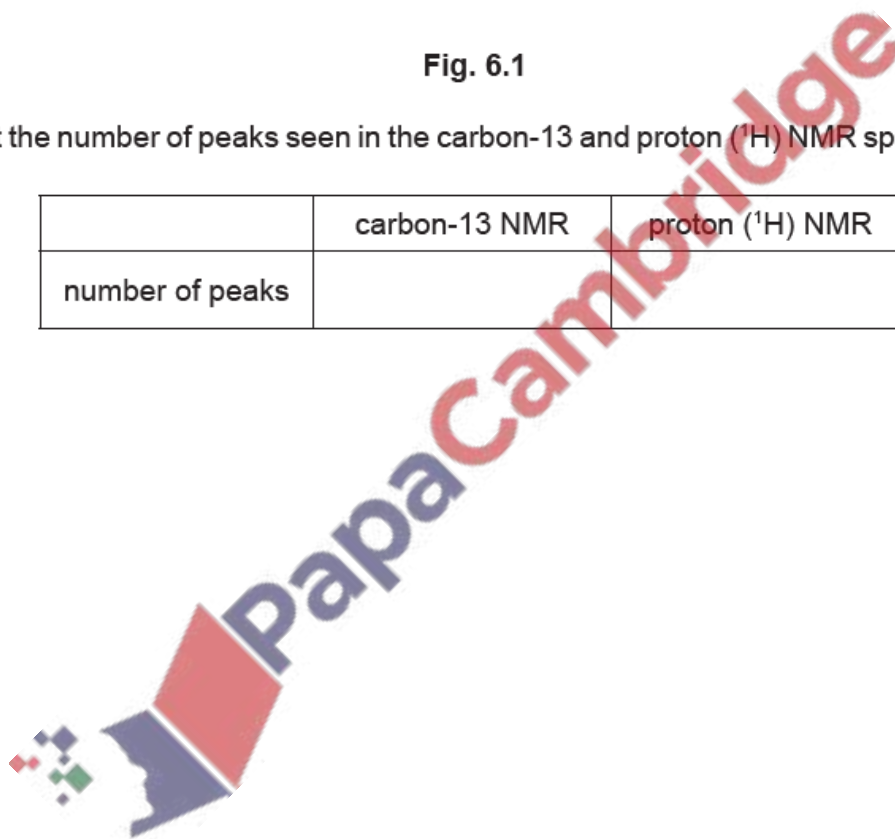 Fig. 6.1
the number of peaks seen in the carbon-13 and proton (¹H) NMR
carbon-13 NMR proton (¹H) NMR
number of peaks
PapaCambridge